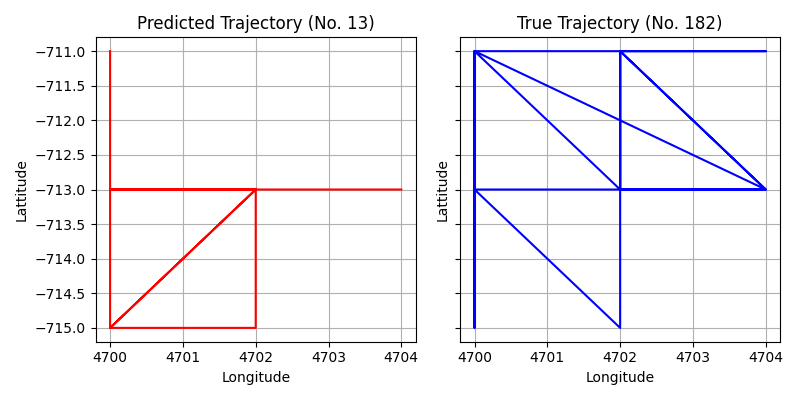 Predicted Trajectory (No. 13)
True Trajectory (No. 182)
Lattitude
−711.0
−711.5
−712.0
−712.5
−713.0
−713.5
−714.0
−714.5
−715.0
4700 4701 4702 4703 4704
Longitude
Lattitude
4700 4701 4702 4703 4704
Longitude